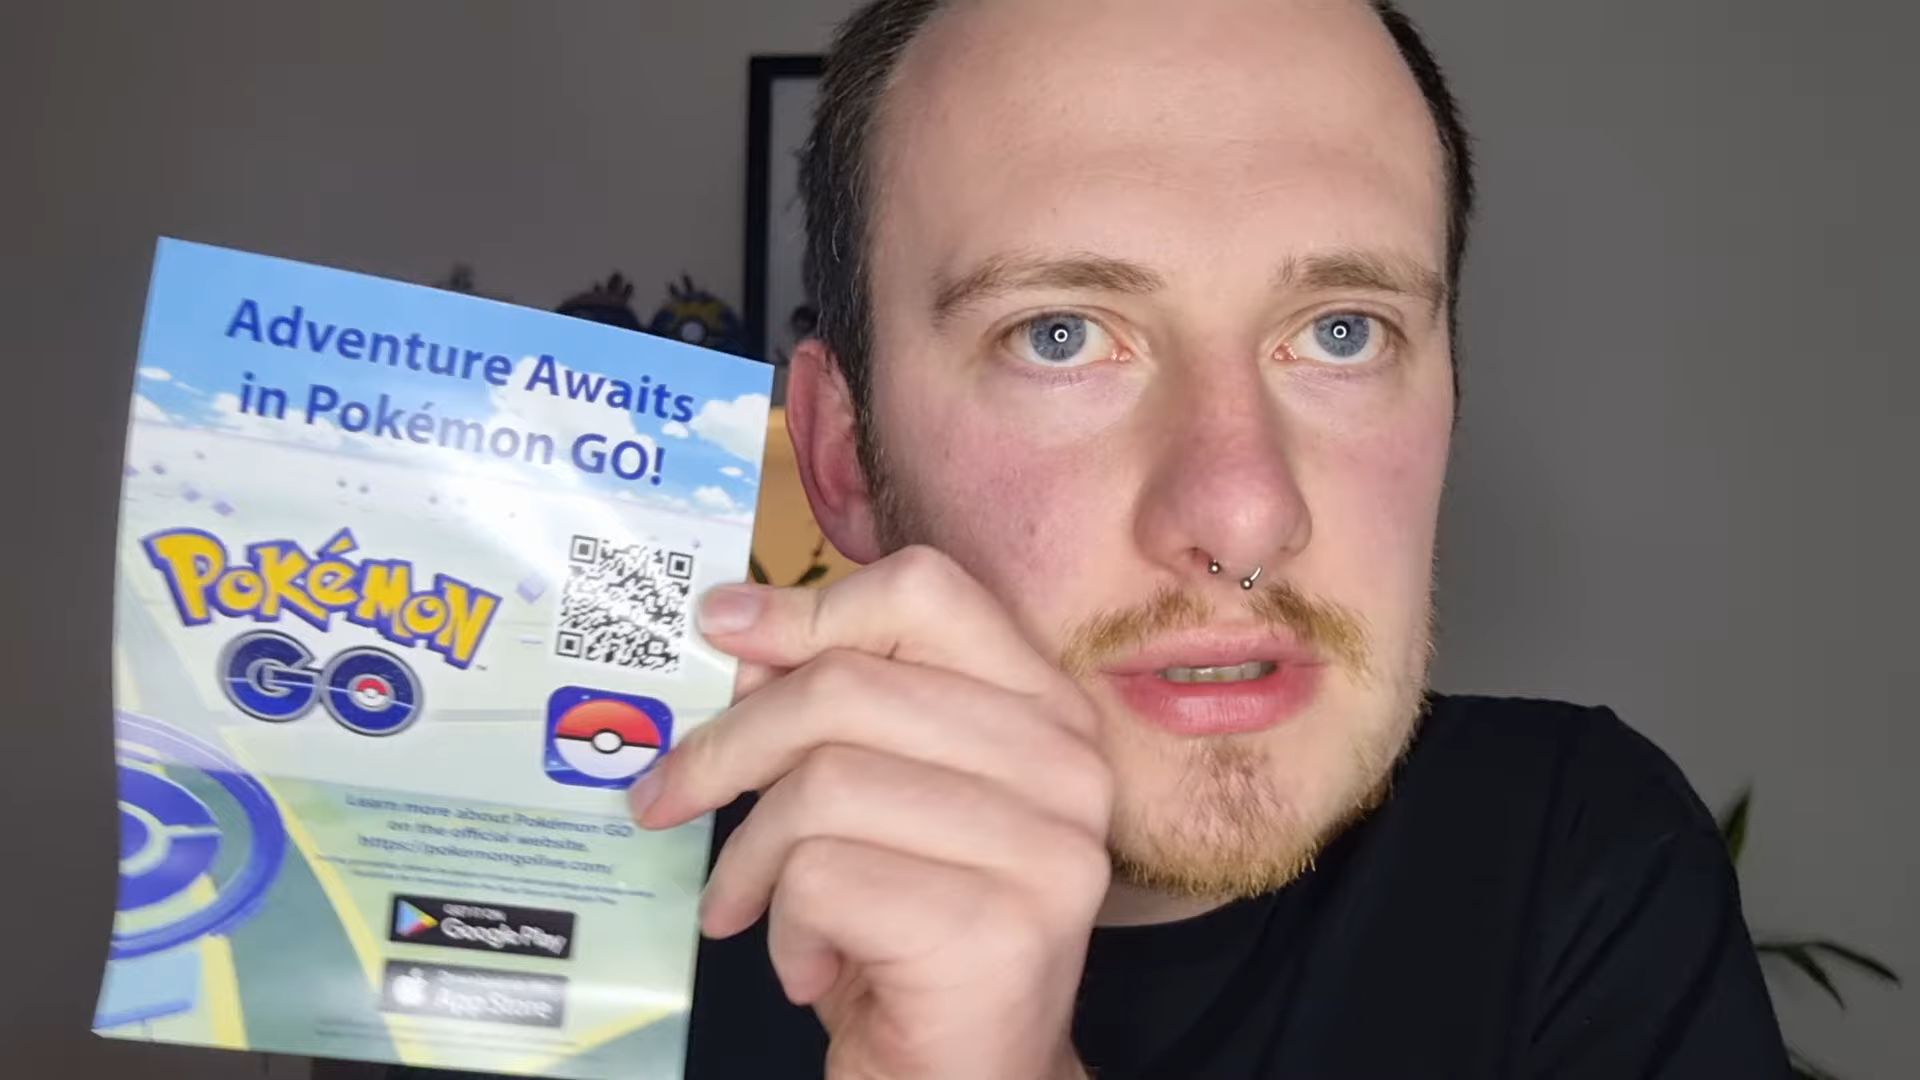 Adventure Awaits
in Pokémon GO!
POKéMON
GO
Learn more about Pokémon GO
on the official website.
https://pokemongolive.com/
GET IT ON
Google Play
App Store